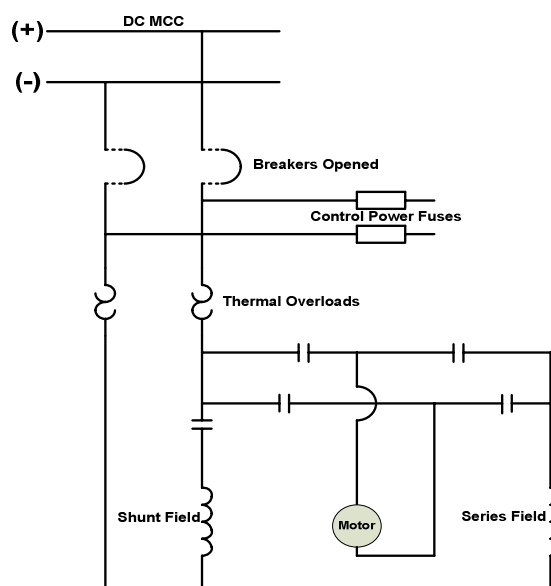 DC MCC
(+)
(-)
Breakers Opened
Control Power Fuses
Thermal Overloads
Shunt Field
Motor
Series Field